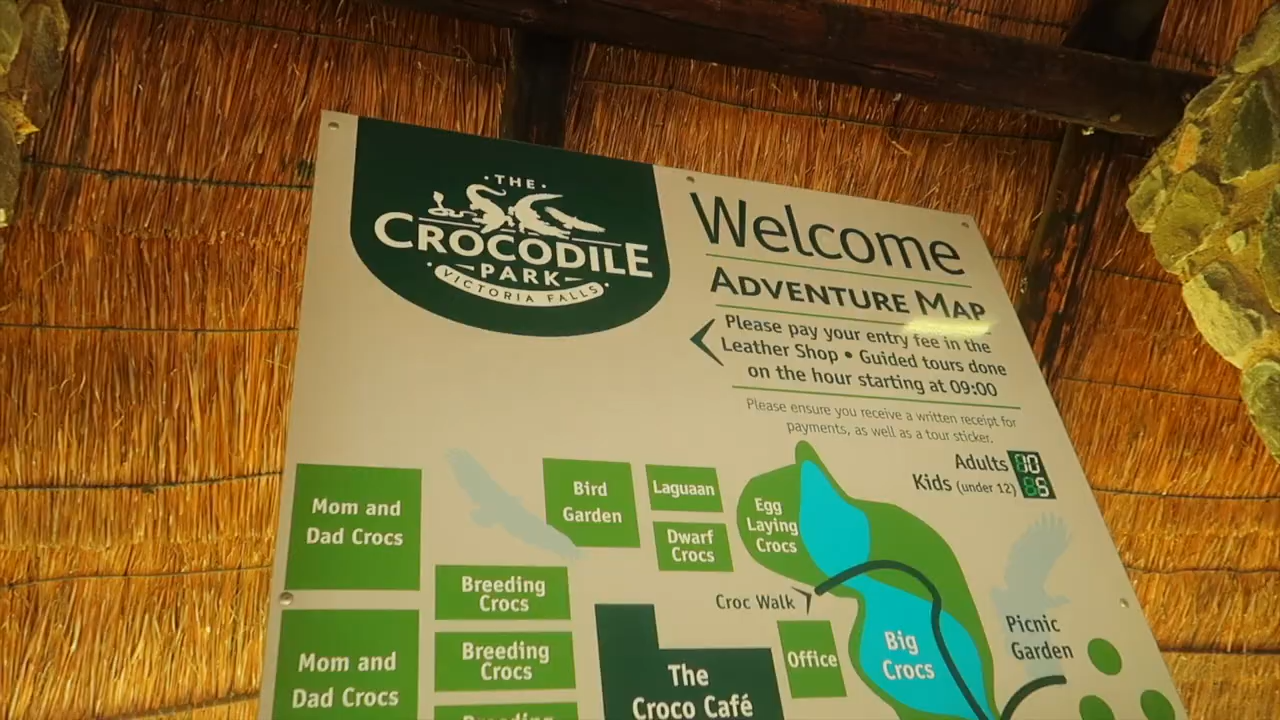 THE
CROCODILE
PARK
VICTORIA FALLS
Welcome
ADVENTURE MAP
Please pay your entry fee in the
Leather Shop • Guided tours done
on the hour starting at 09:00
Please ensure you receive a written receipt for
payments, as well as a tour sticker.
Adults 10
Kids (under 12) 5
Mom and
Dad Crocs
Bird
Garden
Laguaan
Dwarf
Crocs
Egg
Laying
Crocs
Breeding
Crocs
Croc Walk
Picnic
Garden
Mom and
Dad Crocs
Breeding
Crocs
The
Croco Café
Office
Big
Crocs
Breeding